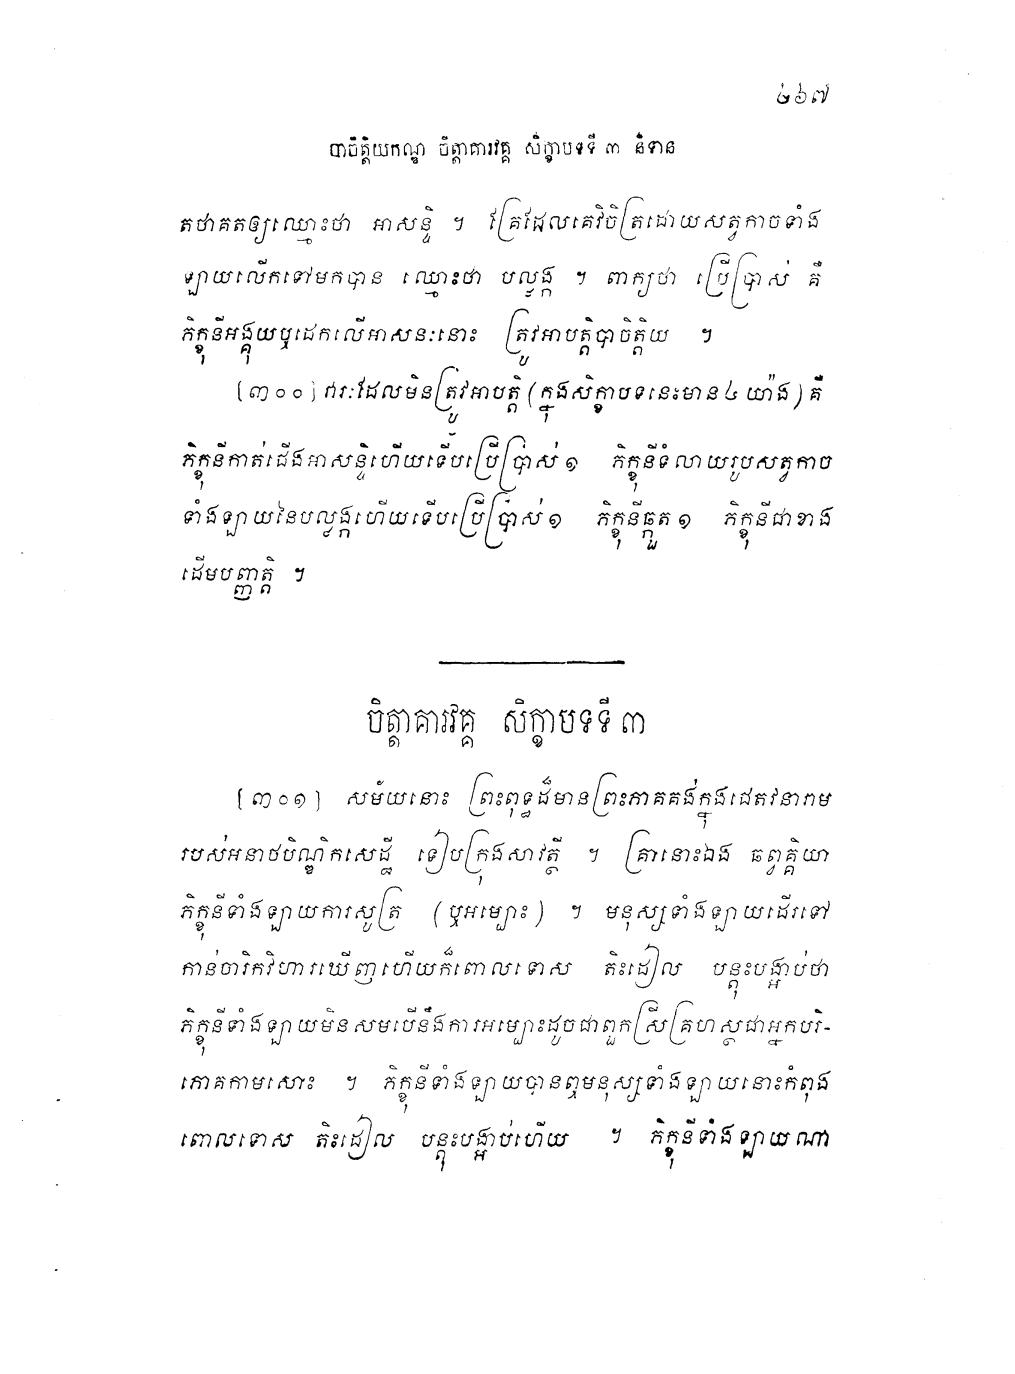 ២៦៧
បាចិត្តិយកណ្ឌ ចិត្តាគារវគ្គ សិក្ខាបទទី ៣ និទាន
តថាគតឲ្យឈ្មោះថា អាសន្ទិ ។ គ្រែដែលគេវិចិត្រដោយសត្វកាចទាំង
ឡាយលើកទៅមកបាន ឈ្មោះថា បល្ល័ង្ក ។ ពាក្យថា ប្រើប្រាស់ គឺ
ភិក្ខុនីអង្គុយឬដេកលើអាសនៈនោះ ត្រូវអាបត្តិបាចិត្តិយ ។
[៣០០] វារៈដែលមិនត្រូវអាបត្តិ (ក្នុងសិក្ខាបទនេះមាន ៤ យ៉ាង) គឺ
ភិក្ខុនីកាត់ជើងអាសន្ទិហើយទើបប្រើប្រាស់ ១ ភិក្ខុនីទំលាយរូបសត្វកាច
ទាំងឡាយនៃបល្ល័ង្កហើយទើបប្រើប្រាស់ ១ ភិក្ខុនីឆ្កួត ១ ភិក្ខុនីជាខាង
ដើមបញ្ញត្តិ ។
ចិត្តាគារវគ្គ សិក្ខាបទទី ៣
[៣០១] សម័យនោះ ព្រះពុទ្ធដ៏មានព្រះភាគគង់ក្នុងជេតវនារាម
របស់អនាថបិណ្ឌិកសេដ្ឋី ទៀបក្រុងសាវត្ថី ។ គ្រានោះឯង ឆព្វគ្គិយា
ភិក្ខុនីទាំងឡាយការសូត្រ (ឬអម្បោះ) ។ មនុស្សទាំងឡាយដើរទៅ
កាន់ចារិកវិហារឃើញហើយក៏ពោលទោស តិះដៀល បន្តុះបង្អាប់ថា
ភិក្ខុនីទាំងឡាយមិនសមបើនឹងការអម្បោះដូចជាពួកស្រីគ្រហស្ថជាអ្នកបរិ-
ភោគកាមសោះ ។ ភិក្ខុនីទាំងឡាយបានឮមនុស្សទាំងឡាយនោះកំពុង
ពោលទោស តិះដៀល បន្តុះបង្អាប់ហើយ ។ ភិក្ខុនីទាំងឡាយណា